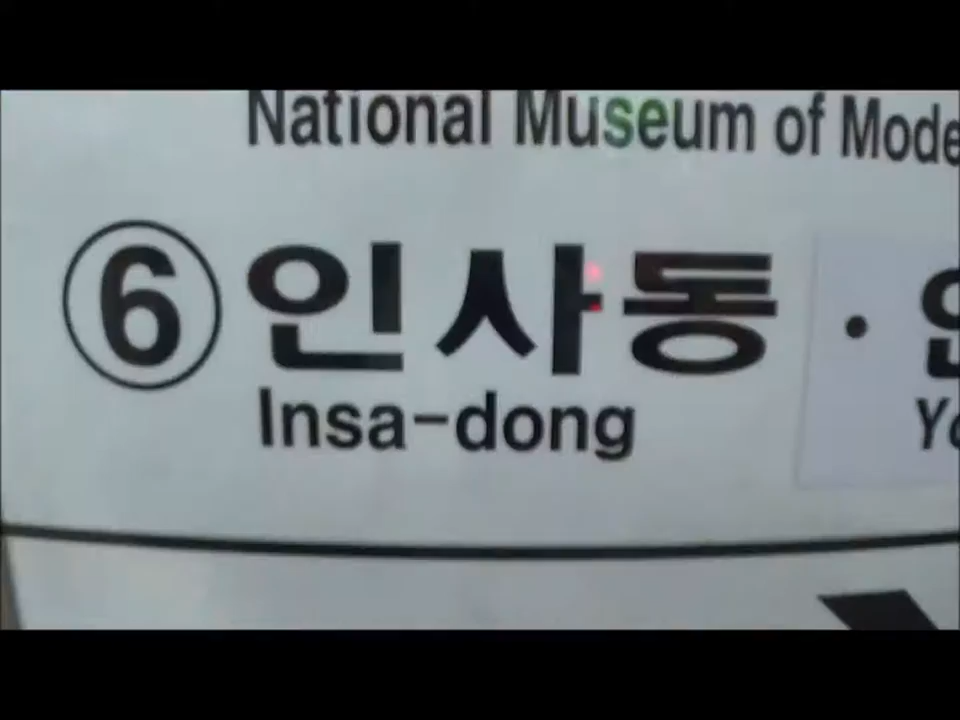 National Museum of Mode
⑥ 인사동 ·
Insa-dong